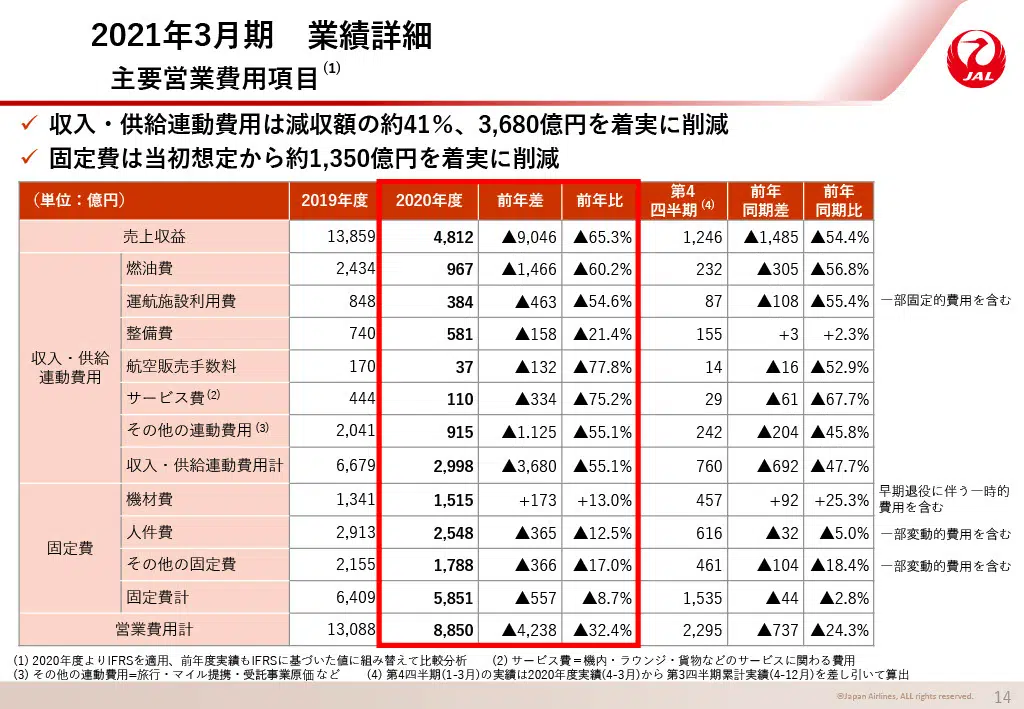 2021年3月期　業績詳細
主要営業費用項目(1)
JAL
✓ 収入・供給連動費用は減収額の約41%、3,680億円を着実に削減
✓ 固定費は当初想定から約1,350億円を着実に削減
（単位：億円） 2019年度 2020年度 前年差 前年比 第4四半期(4) 前年同期差 前年同期比
売上収益 13,859 4,812 ▲9,046 ▲65.3% 1,246 ▲1,485 ▲54.4%
収入・供給連動費用
燃油費 2,434 967 ▲1,466 ▲60.2% 232 ▲305 ▲56.8%
運航施設利用費 848 384 ▲463 ▲54.6% 87 ▲108 ▲55.4% 一部固定的費用を含む
整備費 740 581 ▲158 ▲21.4% 155 +3 +2.3%
航空販売手数料 170 37 ▲132 ▲77.8% 14 ▲16 ▲52.9%
サービス費(2) 444 110 ▲334 ▲75.2% 29 ▲61 ▲67.7%
その他の連動費用(3) 2,041 915 ▲1.125 ▲55.1% 242 ▲204 ▲45.8%
収入・供給連動費用計 6,679 2,998 ▲3,680 ▲55.1% 760 ▲692 ▲47.7%
固定費
機材費 1,341 1,515 +173 +13.0% 457 +92 +25.3% 早期退役に伴う一時的費用を含む
人件費 2,913 2,548 ▲365 ▲12.5% 616 ▲32 ▲5.0% 一部変動的費用を含む
その他の固定費 2,155 1,788 ▲366 ▲17.0% 461 ▲104 ▲18.4% 一部変動的費用を含む
固定費計 6,409 5,851 ▲557 ▲8.7% 1,535 ▲44 ▲2.8%
営業費用計 13,088 8,850 ▲4,238 ▲32.4% 2,295 ▲737 ▲24.3%
(1) 2020年度よりIFRSを適用、前年度実績もIFRSに基づいた値に組み替えて比較分析　(2) サービス費＝機内・ラウンジ・貨物などのサービスに関わる費用
(3) その他の連動費用=旅行・マイル提携・受託事業原価 など　(4) 第4四半期(1-3月)の実績は2020年度実績(4-3月)から 第3四半期累計実績(4-12月)を差し引いて算出
©Japan Airlines, ALL rights reserved. 14